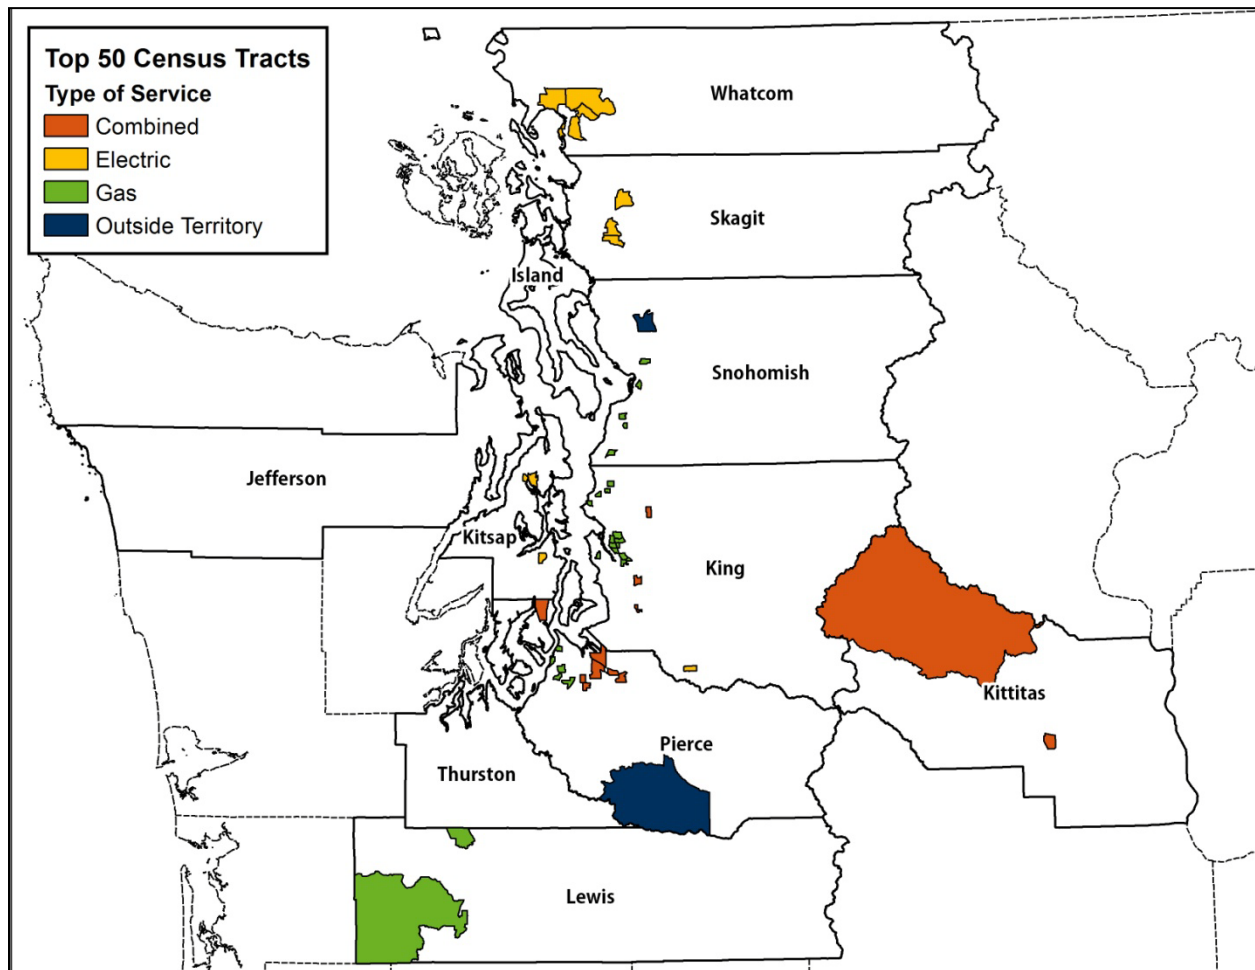 Top 50 Census Tracts
Type of Service
Combined
Electric
Gas
Outside Territory
Whatcom
Skagit
Island
Snohomish
Jefferson
Kitsap
King
Kittitas
Pierce
Thurston
Lewis